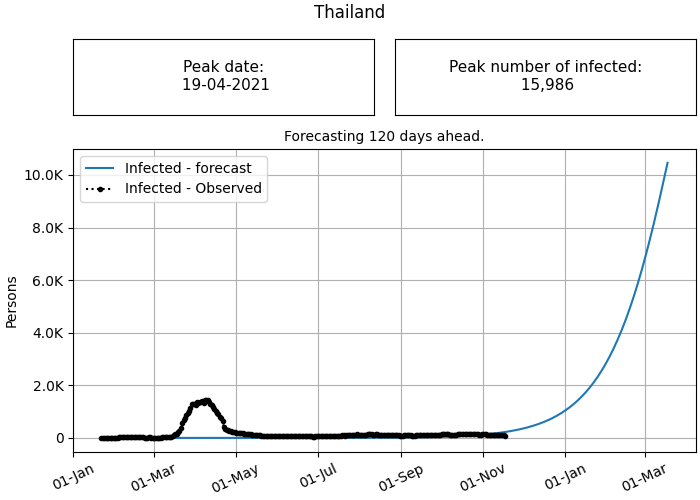 Thailand
Peak date:
19-04-2021
Peak number of infected:
15,986
Forecasting 120 days ahead.
Infected - forecast
Infected - Observed
10.0K
8.0K
6.0K
4.0K
2.0K
0
Persons
01-Jan
01-Mar
01-May
01-Jul
01-Sep
01-Nov
01-Jan
01-Mar